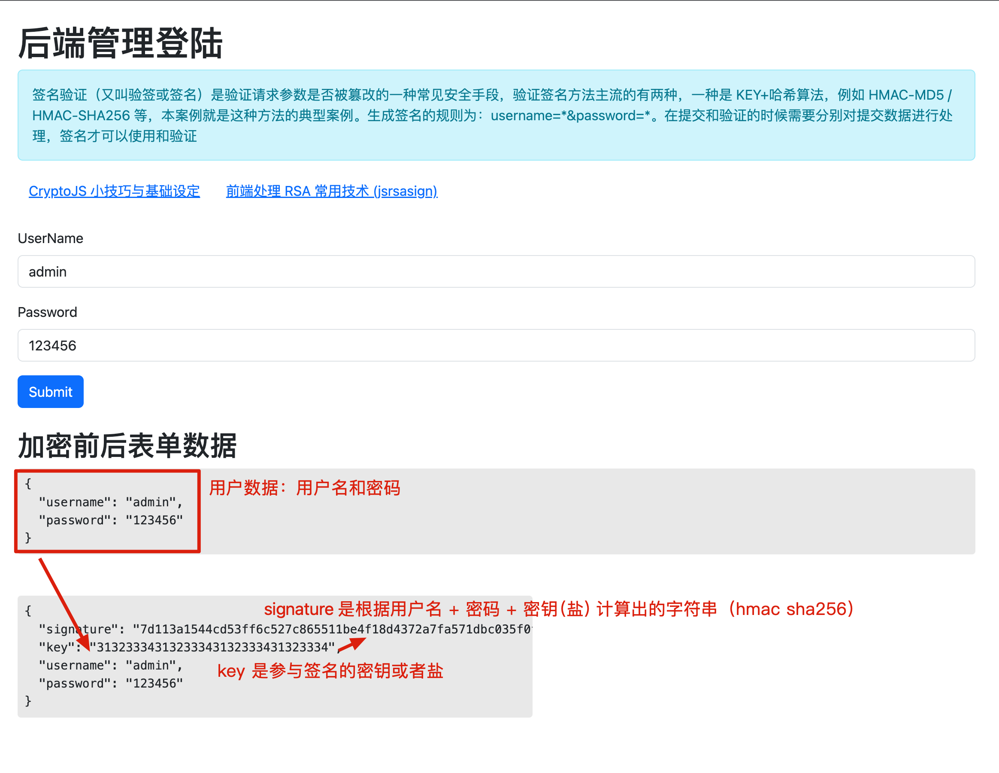 后端管理登陆
签名验证（又叫验签或签名）是验证请求参数是否被篡改的一种常见安全手段，验证签名方法主流的有两种，一种是 KEY+哈希算法，例如 HMAC-MD5 /
HMAC-SHA256 等，本案例就是这种方法的典型案例。生成签名的规则为：username=*&password=*。在提交和验证的时候需要分别对提交数据进行处
理，签名才可以使用和验证
CryptoJS 小技巧与基础设定 前端处理 RSA 常用技术 (jsrsasign)
UserName
admin
Password
123456
Submit
加密前后表单数据
{
用户数据：用户名和密码
"username": "admin",
"password": "123456"
}
{
signature 是根据用户名 + 密码 + 密钥(盐) 计算出的字符串（hmac sha256）
"signature": "7d113a1544cd53ff6c527c865511be4f18d4372a7fa571dbc035f0
"key": "31323334313233343132333431323334",
"username": "admin",
key 是参与签名的密钥或者盐
"password": "123456"
}